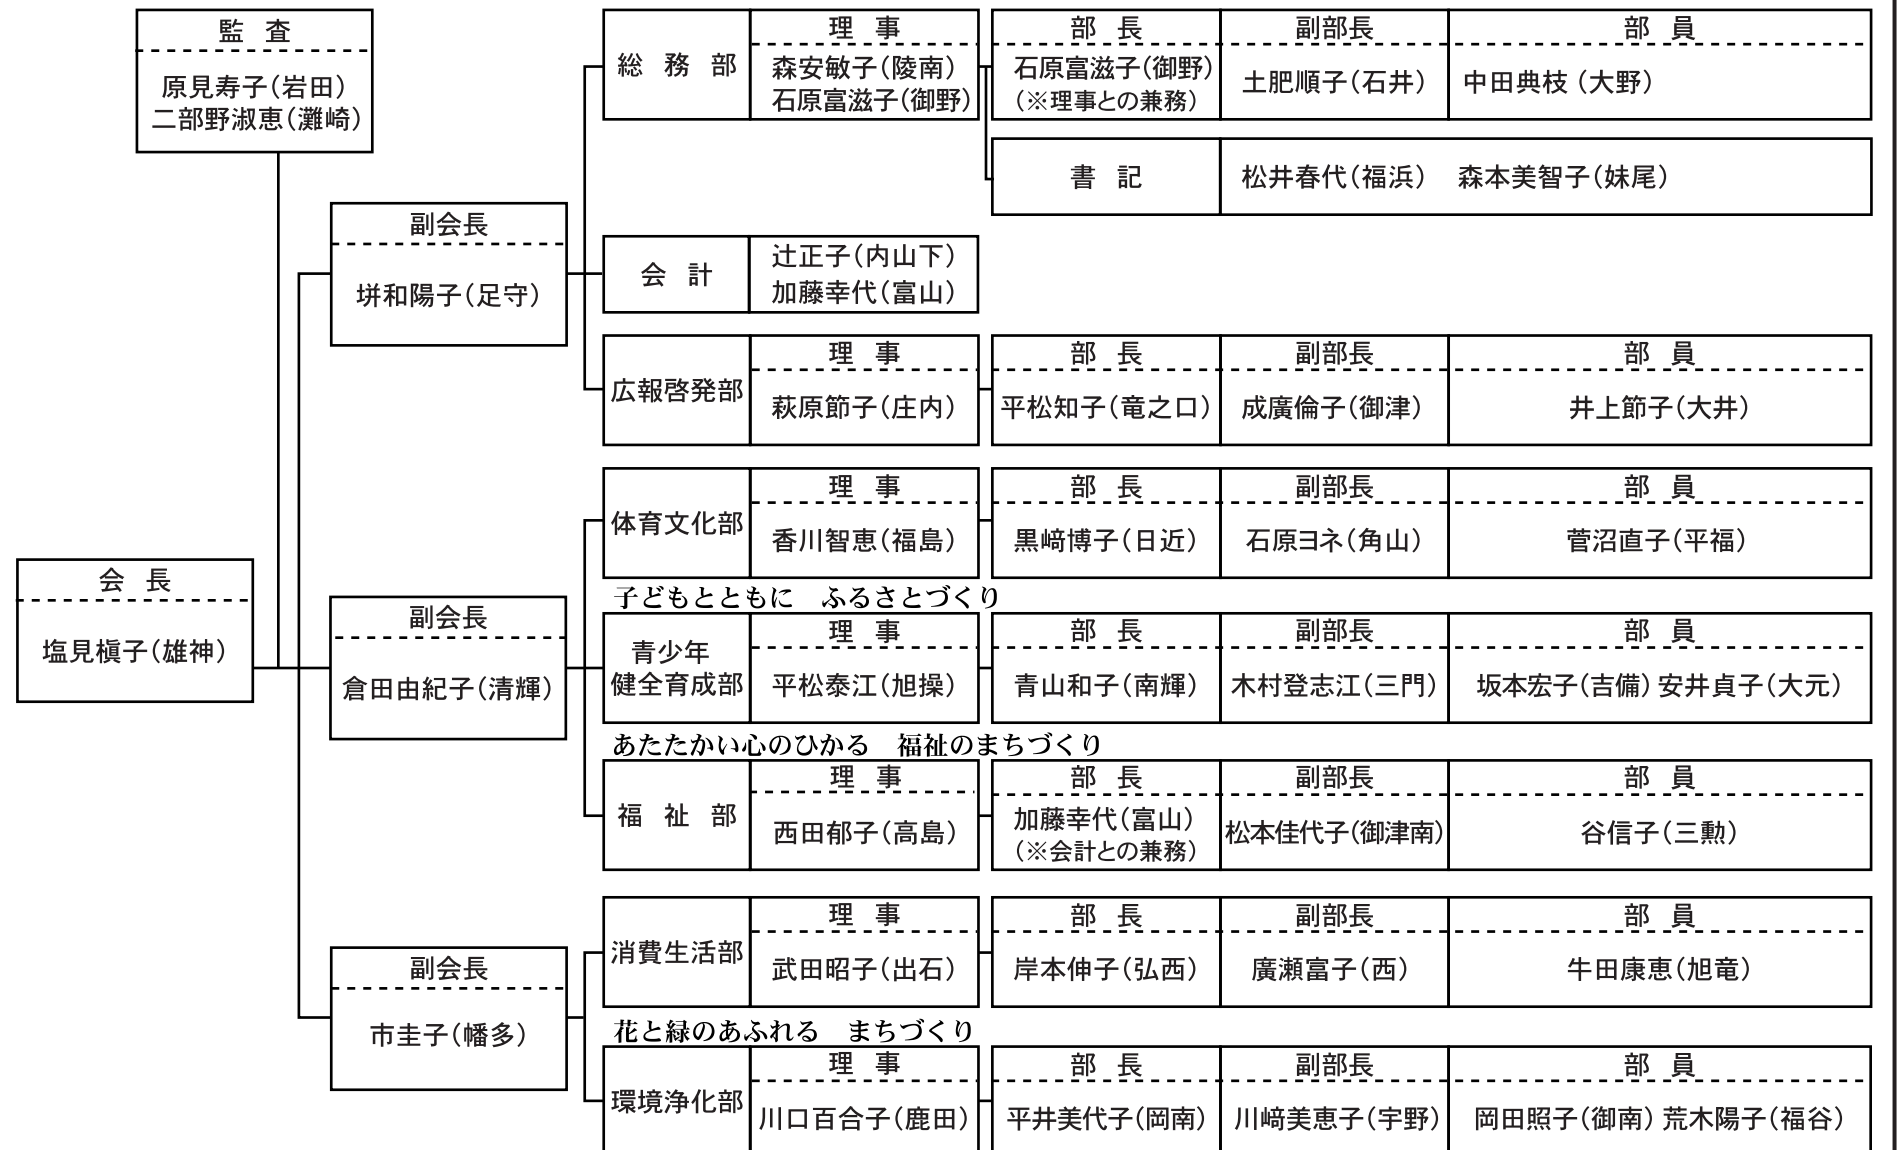 監 査
原見寿子(岩田)
二部野淑恵(灘崎)
会 長
塩見槇子(雄神)
副会長
垪和陽子(足守)
総 務 部
理 事
森安敏子(陵南)
石原富滋子(御野)
部 長
石原富滋子(御野)
(※理事との兼務)
副部長
土肥順子(石井)
部 員
中田典枝(大野)
書 記
松井春代(福浜) 森本美智子(妹尾)
会 計
辻正子(内山下)
加藤幸代(富山)
広報啓発部
理 事
萩原節子(庄内)
部 長
平松知子(竜之口)
副部長
成廣倫子(御津)
部 員
井上節子(大井)
副会長
倉田由紀子(清輝)
体育文化部
理 事
香川智恵(福島)
部 長
黒﨑博子(日近)
副部長
石原ヨネ(角山)
部 員
菅沼直子(平福)
子どもとともに ふるさとづくり
青少年
健全育成部
理 事
平松泰江(旭操)
部 長
青山和子(南輝)
副部長
木村登志江(三門)
部 員
坂本宏子(吉備) 安井貞子(大元)
あたたかい心のひかる 福祉のまちづくり
福 祉 部
理 事
西田郁子(高島)
部 長
加藤幸代(富山)
(※会計との兼務)
副部長
松本佳代子(御津南)
部 員
谷信子(三勲)
副会長
市圭子(幡多)
消費生活部
理 事
武田昭子(出石)
部 長
岸本伸子(弘西)
副部長
廣瀬富子(西)
部 員
牛田康恵(旭竜)
花と緑のあふれる まちづくり
環境浄化部
理 事
川口百合子(鹿田)
部 長
平井美代子(岡南)
副部長
川﨑美恵子(宇野)
部 員
岡田照子(御南) 荒木陽子(福谷)